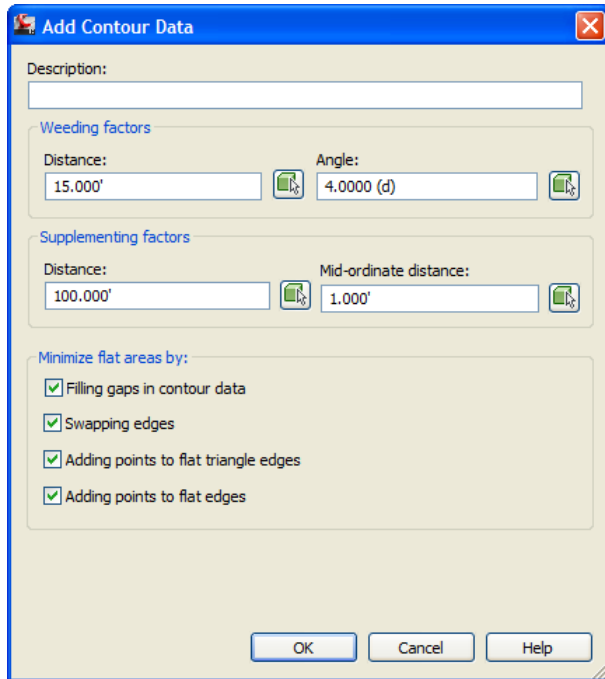 Add Contour Data
Description:
Weeding factors
Distance: Angle:
15.000' 4.0000 (d)
Supplementing factors
Distance: Mid-ordinate distance:
100.000' 1.000'
Minimize flat areas by:
Filling gaps in contour data
Swapping edges
Adding points to flat triangle edges
Adding points to flat edges
OK Cancel Help